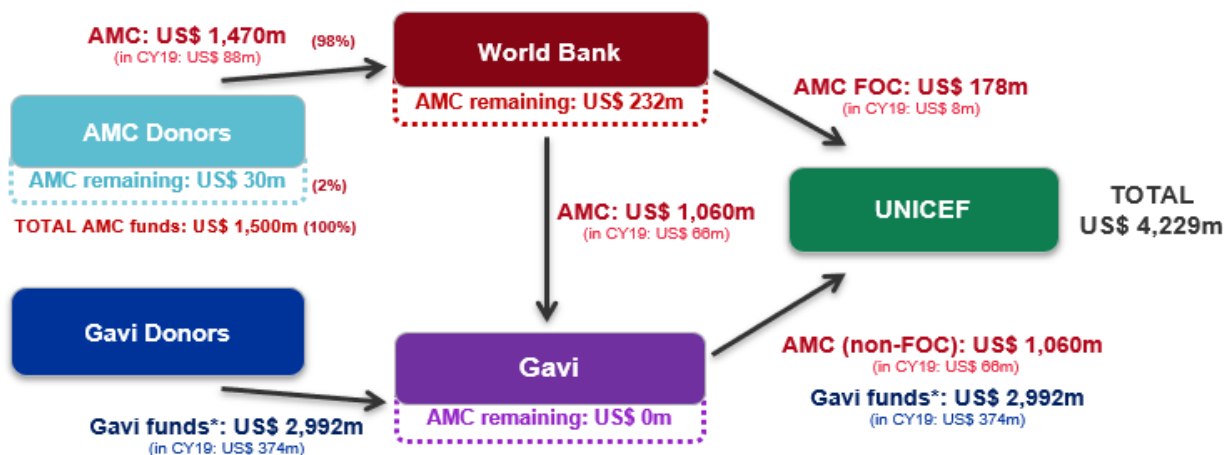 AMC: US$ 1,470m (98%)
(in CY19: US$ 88m)
World Bank
AMC remaining: US$ 232m
AMC FOC: US$ 178m
(in CY19: US$ 8m)
AMC Donors
AMC remaining: US$ 30m (2%)
TOTAL AMC funds: US$ 1,500m (100%)
AMC: US$ 1,060m
(in CY19: US$ 66m)
UNICEF
TOTAL
US$ 4,229m
Gavi Donors
Gavi funds*: US$ 2,992m
(in CY19: US$ 374m)
Gavi
AMC remaining: US$ 0m
AMC (non-FOC): US$ 1,060m
(in CY19: US$ 66m)
Gavi funds*: US$ 2,992m
(in CY19: US$ 374m)